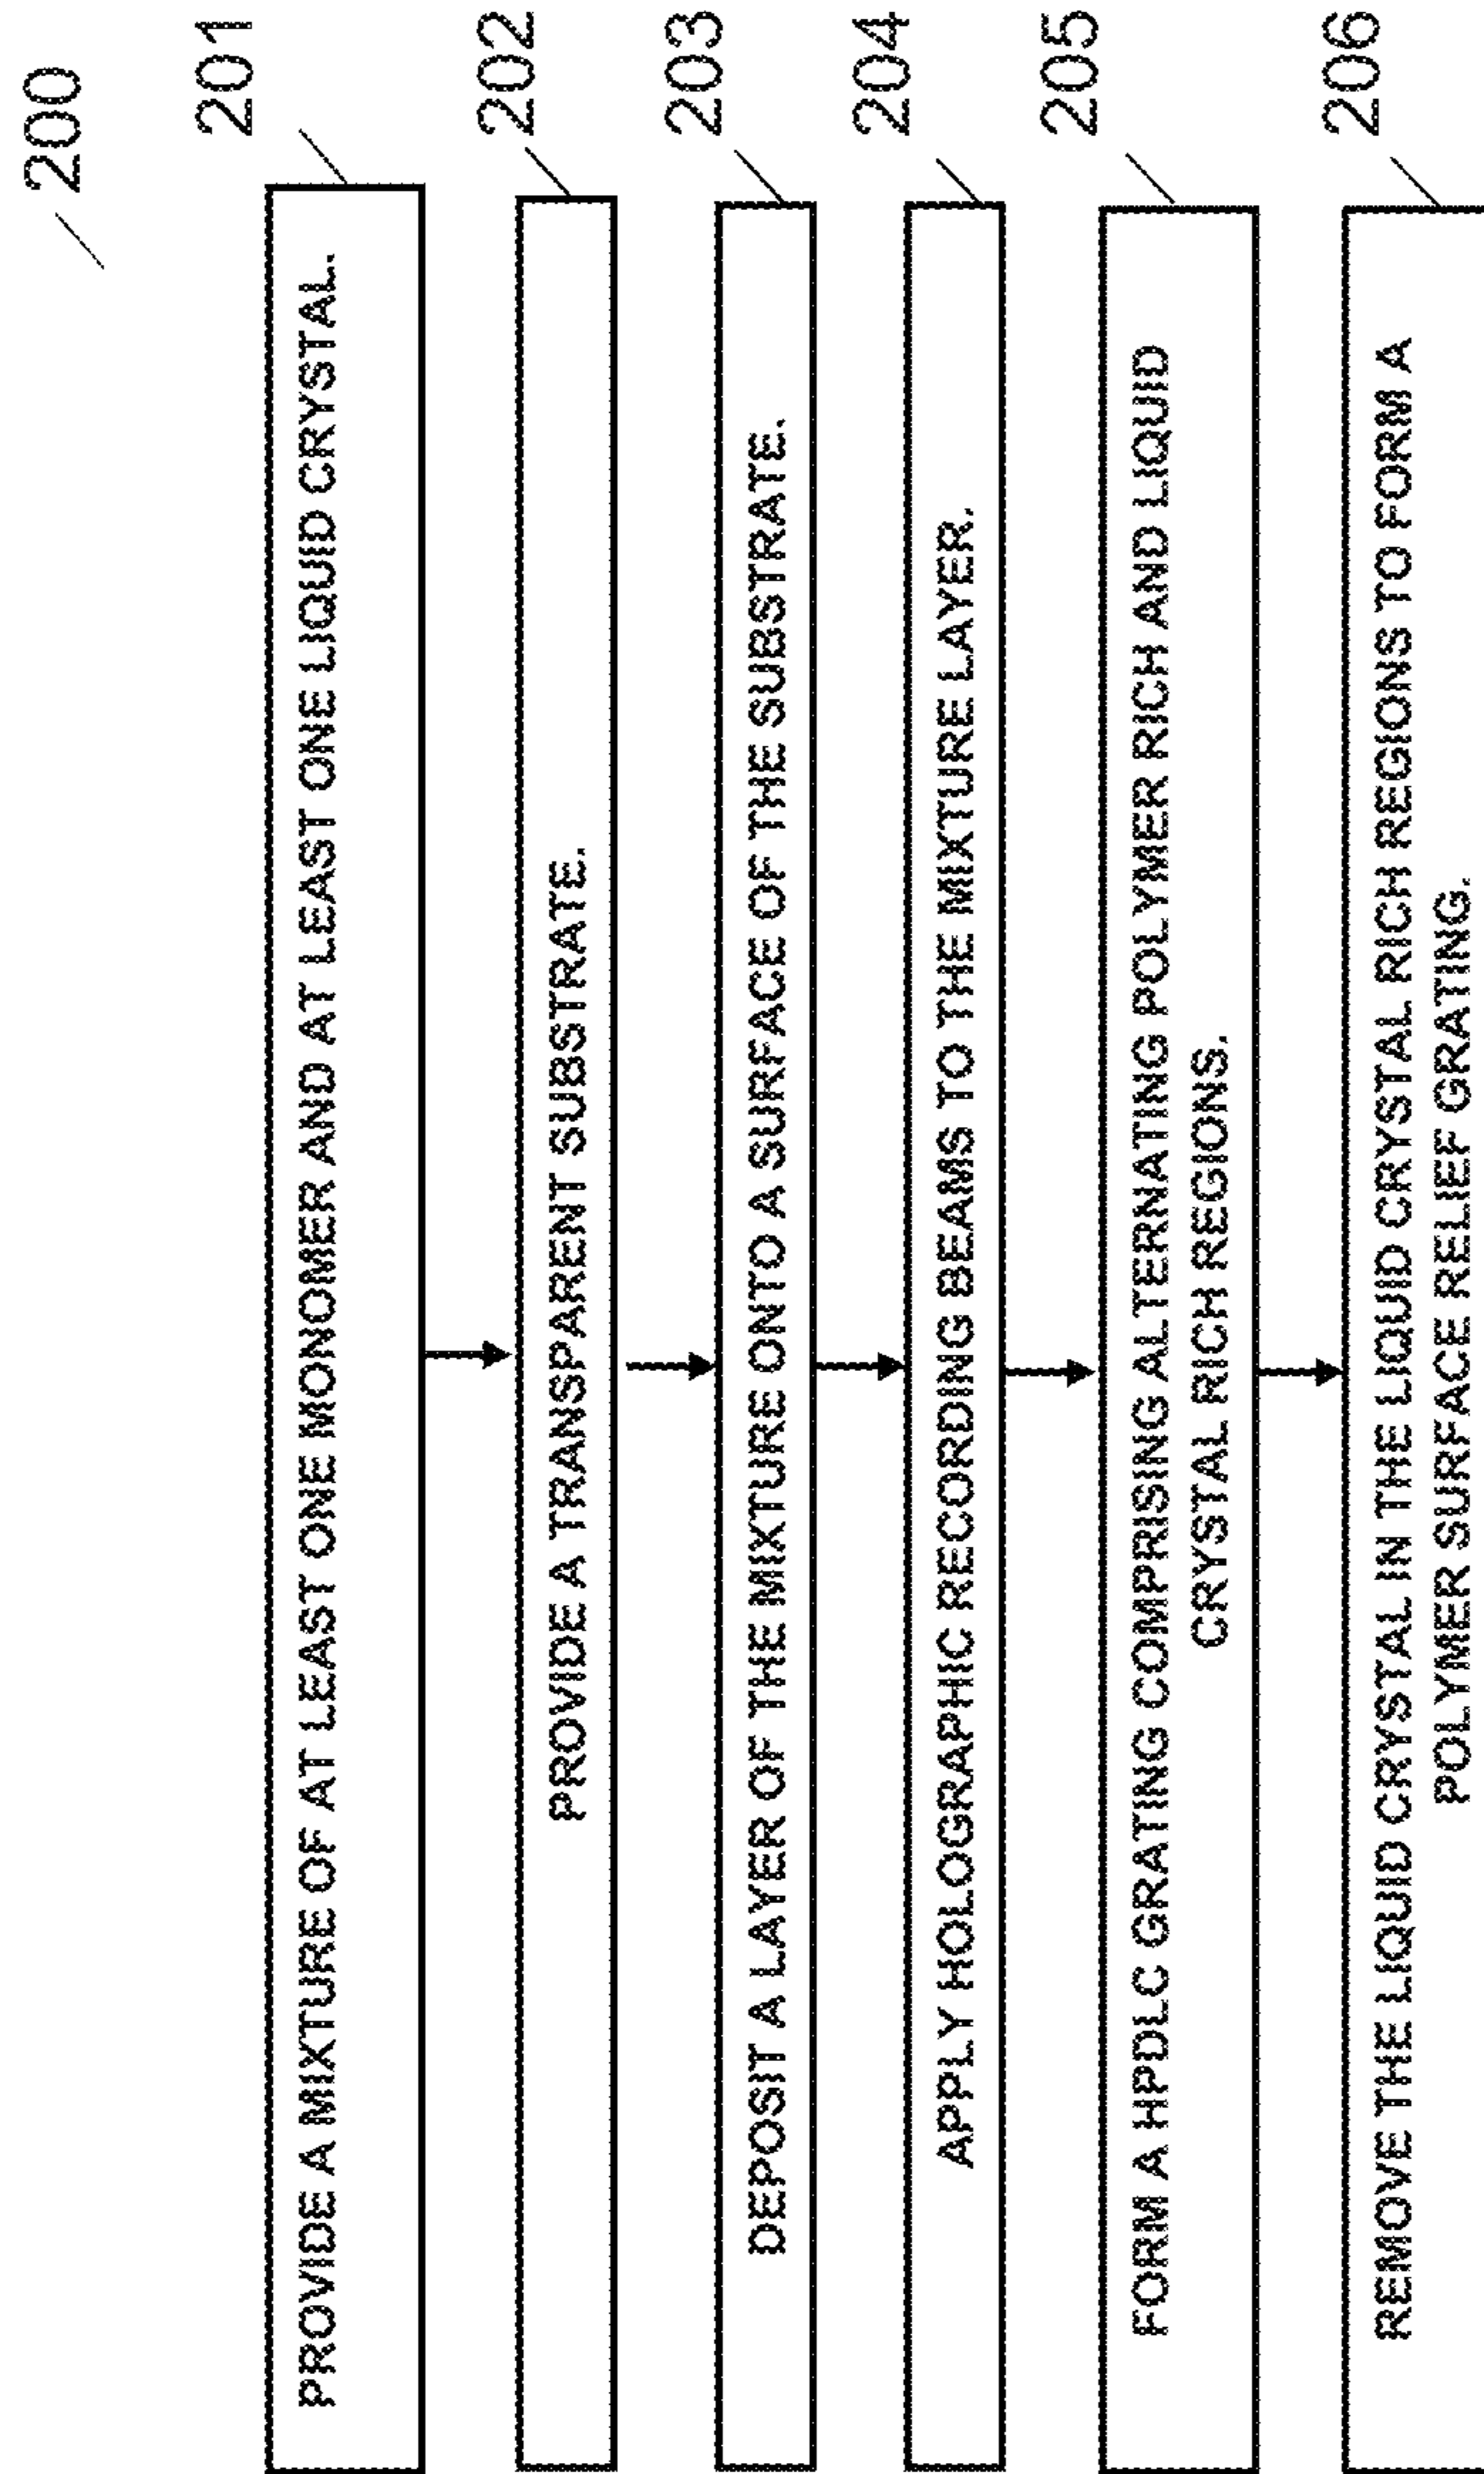 200
201
PROVIDE A MIXTURE OF AT LEAST ONE MONOMER AND AT LEAST ONE LIQUID CRYSTAL.
202
PROVIDE A TRANSPARENT SUBSTRATE.
203
DEPOSIT A LAYER OF THE MIXTURE ONTO A SURFACE OF THE SUBSTRATE.
204
APPLY HOLOGRAPHIC RECORDING BEAMS TO THE MIXTURE LAYER.
205
FORM A HPDLC GRATING COMPRISING ALTERNATING POLYMER RICH AND LIQUID
CRYSTAL RICH REGIONS.
206
REMOVE THE LIQUID CRYSTAL IN THE LIQUID CRYSTAL RICH REGIONS TO FORM A
POLYMER SURFACE RELIEF GRATING.